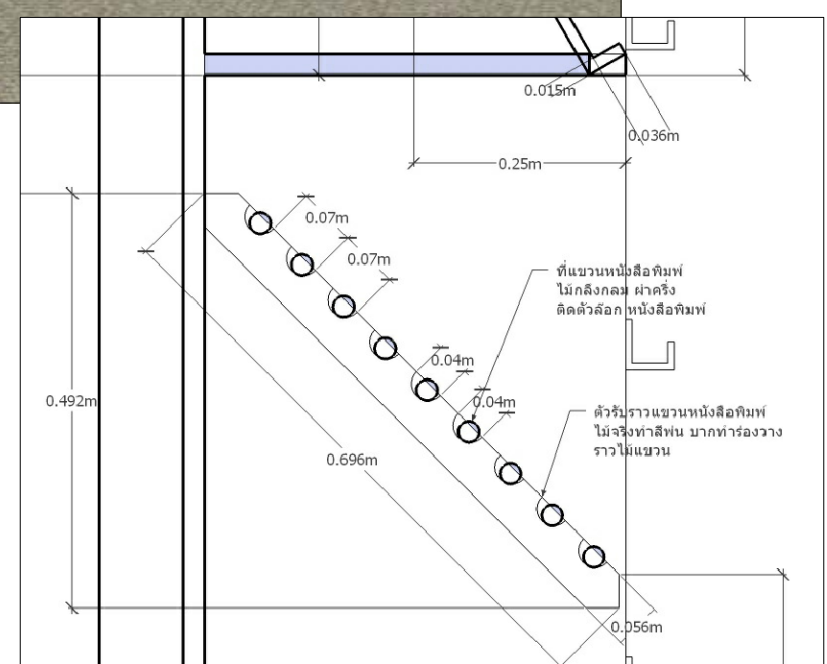 0.015m
0.036m
0.25m
0.07m
0.07m
ที่แขวนหนังสือพิมพ์
ไม้กลึงกลม ผ่าครึ่ง
ติดตัวล๊อก หนังสือพิมพ์
0.04m
0.04m
0.492m
ตัวรับราวแขวนหนังสือพิมพ์
ไม้จริงทำสีพ่น บากทำร่องวาง
ราวไม้แขวน
0.696m
0.056m